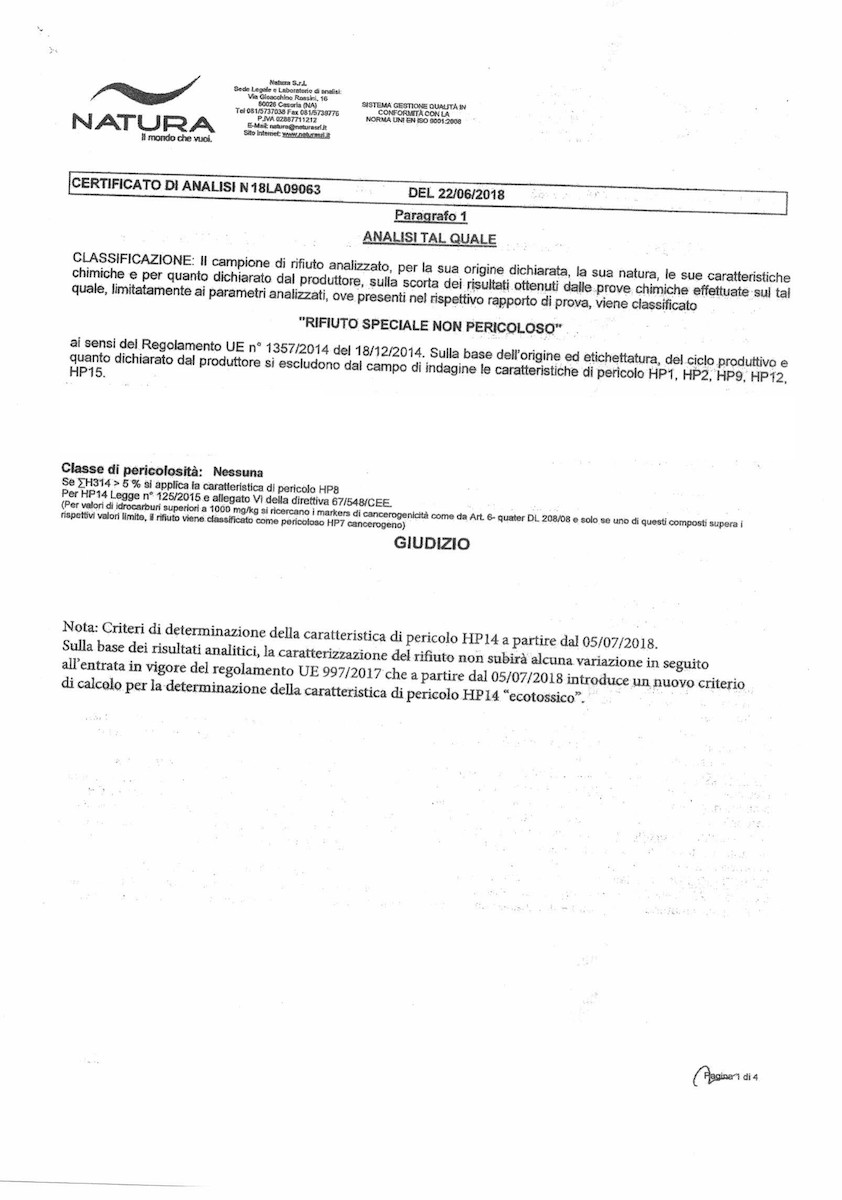 NATURA
Il mondo che vuoi.
Natura S.r.l.
Sede Legale e Laboratorio di analisi:
Via Gioacchino Rossini, 16
80026 Casoria (NA)
Tel 081/5737038 Fax 081/5739775
P.IVA 02887711212
E-Mail: natura@naturasrl.it
Sito Internet: www.naturasrl.it
SISTEMA GESTIONE QUALITÀ IN
CONFORMITÀ CON LA
NORMA UNI EN ISO 9001:2008
CERTIFICATO DI ANALISI N 18LA09063 DEL 22/06/2018
Paragrafo 1
ANALISI TAL QUALE
CLASSIFICAZIONE: Il campione di rifiuto analizzato, per la sua origine dichiarata, la sua natura, le sue caratteristiche
chimiche e per quanto dichiarato dal produttore, sulla scorta dei risultati ottenuti dalle prove chimiche effettuate sul tal
quale, limitatamente ai parametri analizzati, ove presenti nel rispettivo rapporto di prova, viene classificato
"RIFIUTO SPECIALE NON PERICOLOSO"
ai sensi del Regolamento UE n° 1357/2014 del 18/12/2014. Sulla base dell'origine ed etichettatura, del ciclo produttivo e
quanto dichiarato dal produttore si escludono dal campo di indagine le caratteristiche di pericolo HP1, HP2, HP9, HP12,
HP15.
Classe di pericolosità: Nessuna
Se ∑H314 > 5 % si applica la caratteristica di pericolo HP8
Per HP14 Legge n° 125/2015 e allegato VI della direttiva 67/548/CEE.
(Per valori di idrocarburi superiori a 1000 mg/kg si ricercano i markers di cancerogenicità come da Art. 6- quater DL 208/08 e solo se uno di questi composti supera i
rispettivi valori limite, il rifiuto viene classificato come pericoloso HP7 cancerogeno)
GIUDIZIO
Nota: Criteri di determinazione della caratteristica di pericolo HP14 a partire dal 05/07/2018.
Sulla base dei risultati analitici, la caratterizzazione del rifiuto non subirà alcuna variazione in seguito
all'entrata in vigore del regolamento UE 997/2017 che a partire dal 05/07/2018 introduce un nuovo criterio
di calcolo per la determinazione della caratteristica di pericolo HP14 “ecotossico”.
Pagina 1 di 4